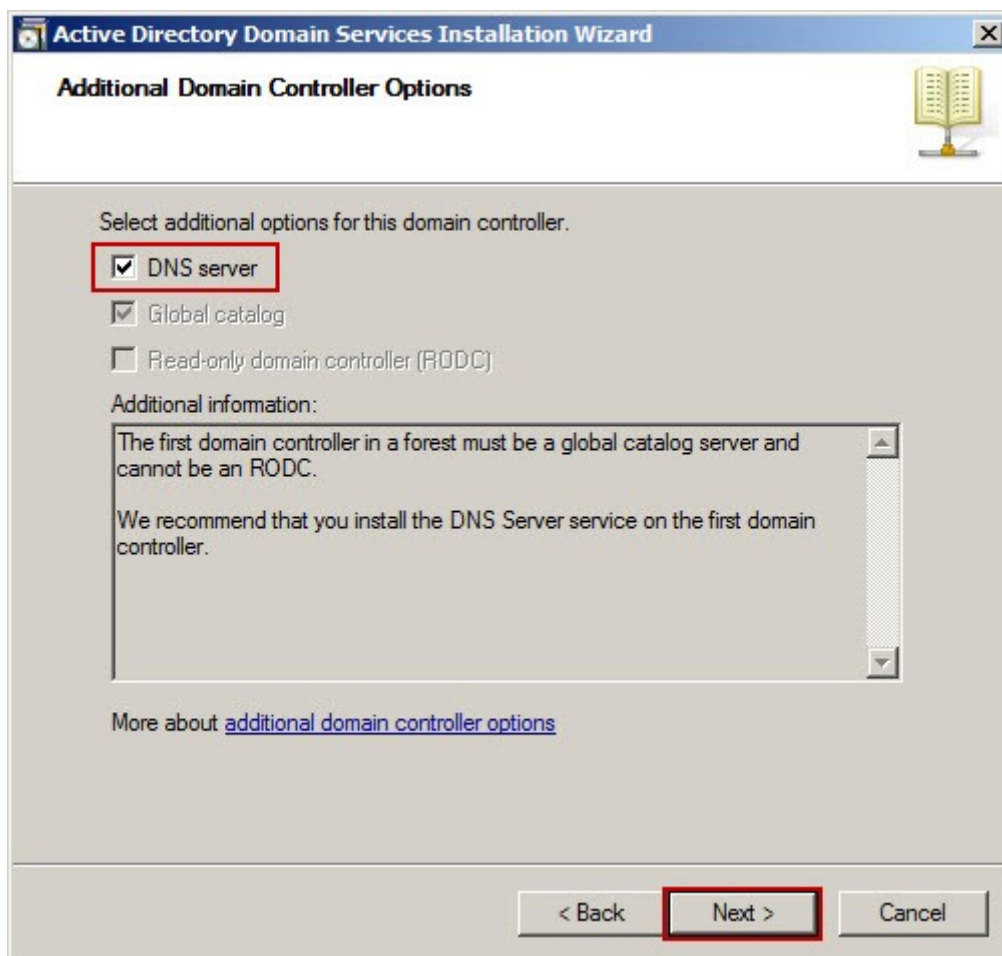 Active Directory Domain Services Installation Wizard
Additional Domain Controller Options
Select additional options for this domain controller.
DNS server
Global catalog
Read-only domain controller (RODC)
Additional information:
The first domain controller in a forest must be a global catalog server and
cannot be an RODC.
We recommend that you install the DNS Server service on the first domain
controller.
More about additional domain controller options
< Back Next > Cancel